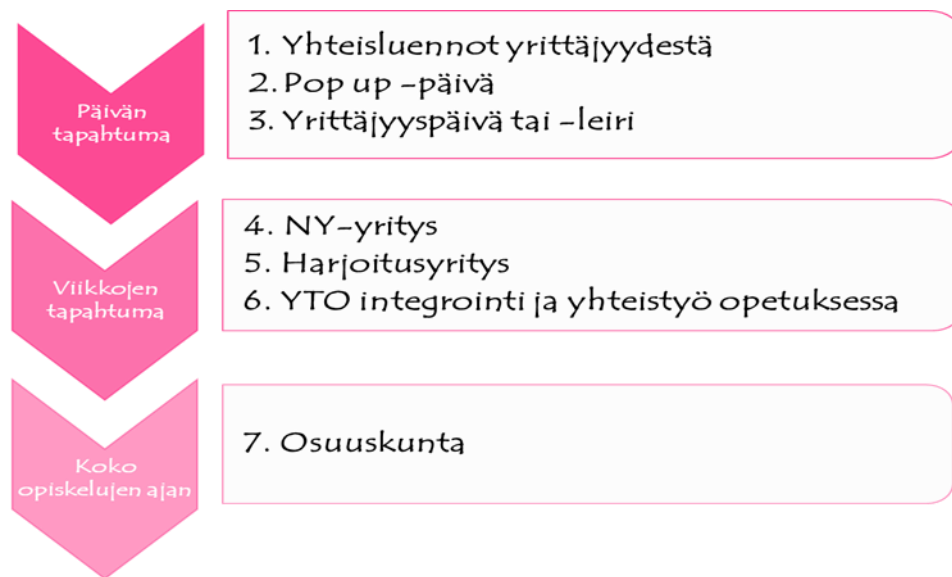 Päivän
tapahtuma
1. Yhteisluennot yrittäjyydestä
2. Pop up -päivä
3. Yrittäjyyspäivä tai -leiri
Viikkojen
tapahtuma
4. NY-yritys
5. Harjoitusyritys
6. YTO integrointi ja yhteistyö opetuksessa
Koko
opiskelujen ajan
7. Osuuskunta